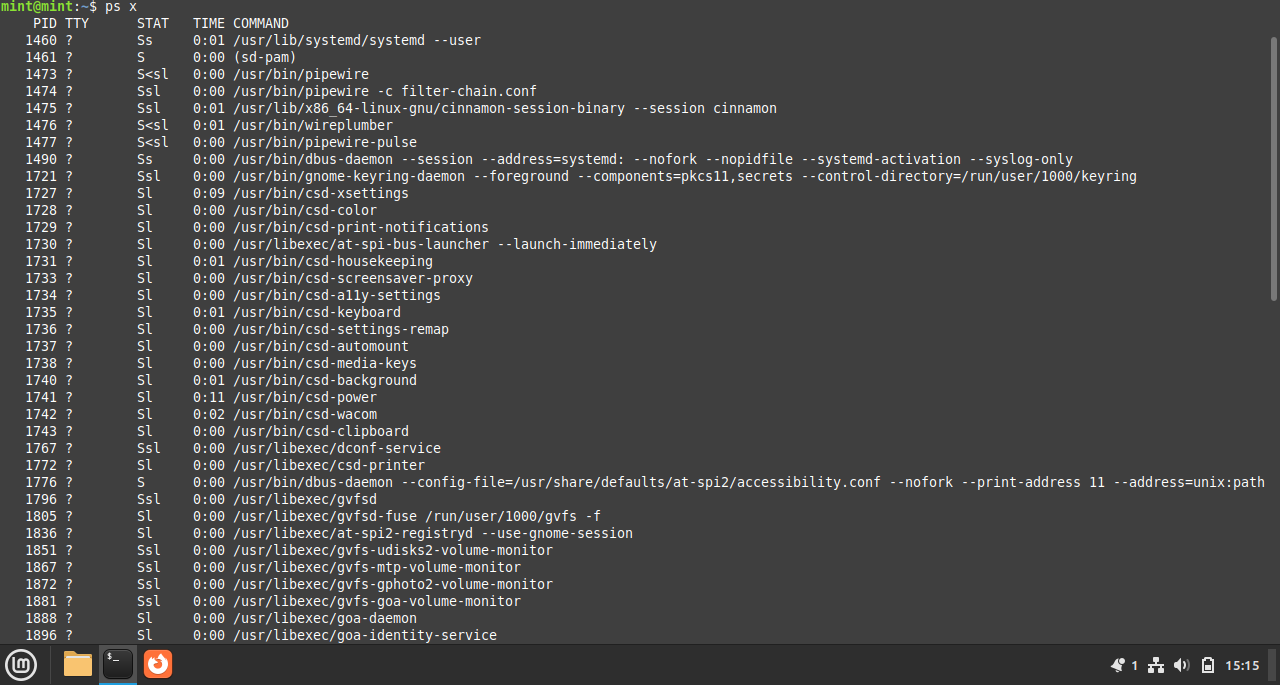 mint@mint:~$ ps x
PID TTY STAT TIME COMMAND
1460 ? Ss 0:01 /usr/lib/systemd/systemd --user
1461 ? S 0:00 (sd-pam)
1473 ? S<sl 0:00 /usr/bin/pipewire
1474 ? Ssl 0:00 /usr/bin/pipewire -c filter-chain.conf
1475 ? Ssl 0:01 /usr/lib/x86_64-linux-gnu/cinnamon-session-binary --session cinnamon
1476 ? S<sl 0:01 /usr/bin/wireplumber
1477 ? S<sl 0:00 /usr/bin/pipewire-pulse
1490 ? Ss 0:00 /usr/bin/dbus-daemon --session --address=systemd: --nofork --nopidfile --systemd-activation --syslog-only
1721 ? Ssl 0:00 /usr/bin/gnome-keyring-daemon --foreground --components=pkcs11,secrets --control-directory=/run/user/1000/keyring
1727 ? Sl 0:09 /usr/bin/csd-xsettings
1728 ? Sl 0:00 /usr/bin/csd-color
1729 ? Sl 0:00 /usr/bin/csd-print-notifications
1730 ? Sl 0:00 /usr/libexec/at-spi-bus-launcher --launch-immediately
1731 ? Sl 0:01 /usr/bin/csd-housekeeping
1733 ? Sl 0:00 /usr/bin/csd-screensaver-proxy
1734 ? Sl 0:00 /usr/bin/csd-a11y-settings
1735 ? Sl 0:01 /usr/bin/csd-keyboard
1736 ? Sl 0:00 /usr/bin/csd-settings-remap
1737 ? Sl 0:00 /usr/bin/csd-automount
1738 ? Sl 0:00 /usr/bin/csd-media-keys
1740 ? Sl 0:01 /usr/bin/csd-background
1741 ? Sl 0:11 /usr/bin/csd-power
1742 ? Sl 0:02 /usr/bin/csd-wacom
1743 ? Sl 0:00 /usr/bin/csd-clipboard
1767 ? Ssl 0:00 /usr/libexec/dconf-service
1772 ? Sl 0:00 /usr/libexec/csd-printer
1776 ? S 0:00 /usr/bin/dbus-daemon --config-file=/usr/share/defaults/at-spi2/accessibility.conf --nofork --print-address 11 --address=unix:path
1796 ? Ssl 0:00 /usr/libexec/gvfsd
1805 ? Sl 0:00 /usr/libexec/gvfsd-fuse /run/user/1000/gvfs -f
1836 ? Sl 0:00 /usr/libexec/at-spi2-registryd --use-gnome-session
1851 ? Ssl 0:00 /usr/libexec/gvfs-udisks2-volume-monitor
1867 ? Ssl 0:00 /usr/libexec/gvfs-mtp-volume-monitor
1872 ? Ssl 0:00 /usr/libexec/gvfs-gphoto2-volume-monitor
1881 ? Ssl 0:00 /usr/libexec/gvfs-goa-volume-monitor
1888 ? Sl 0:00 /usr/libexec/goa-daemon
1896 ? Sl 0:00 /usr/libexec/goa-identity-service
$_ 1 15:15